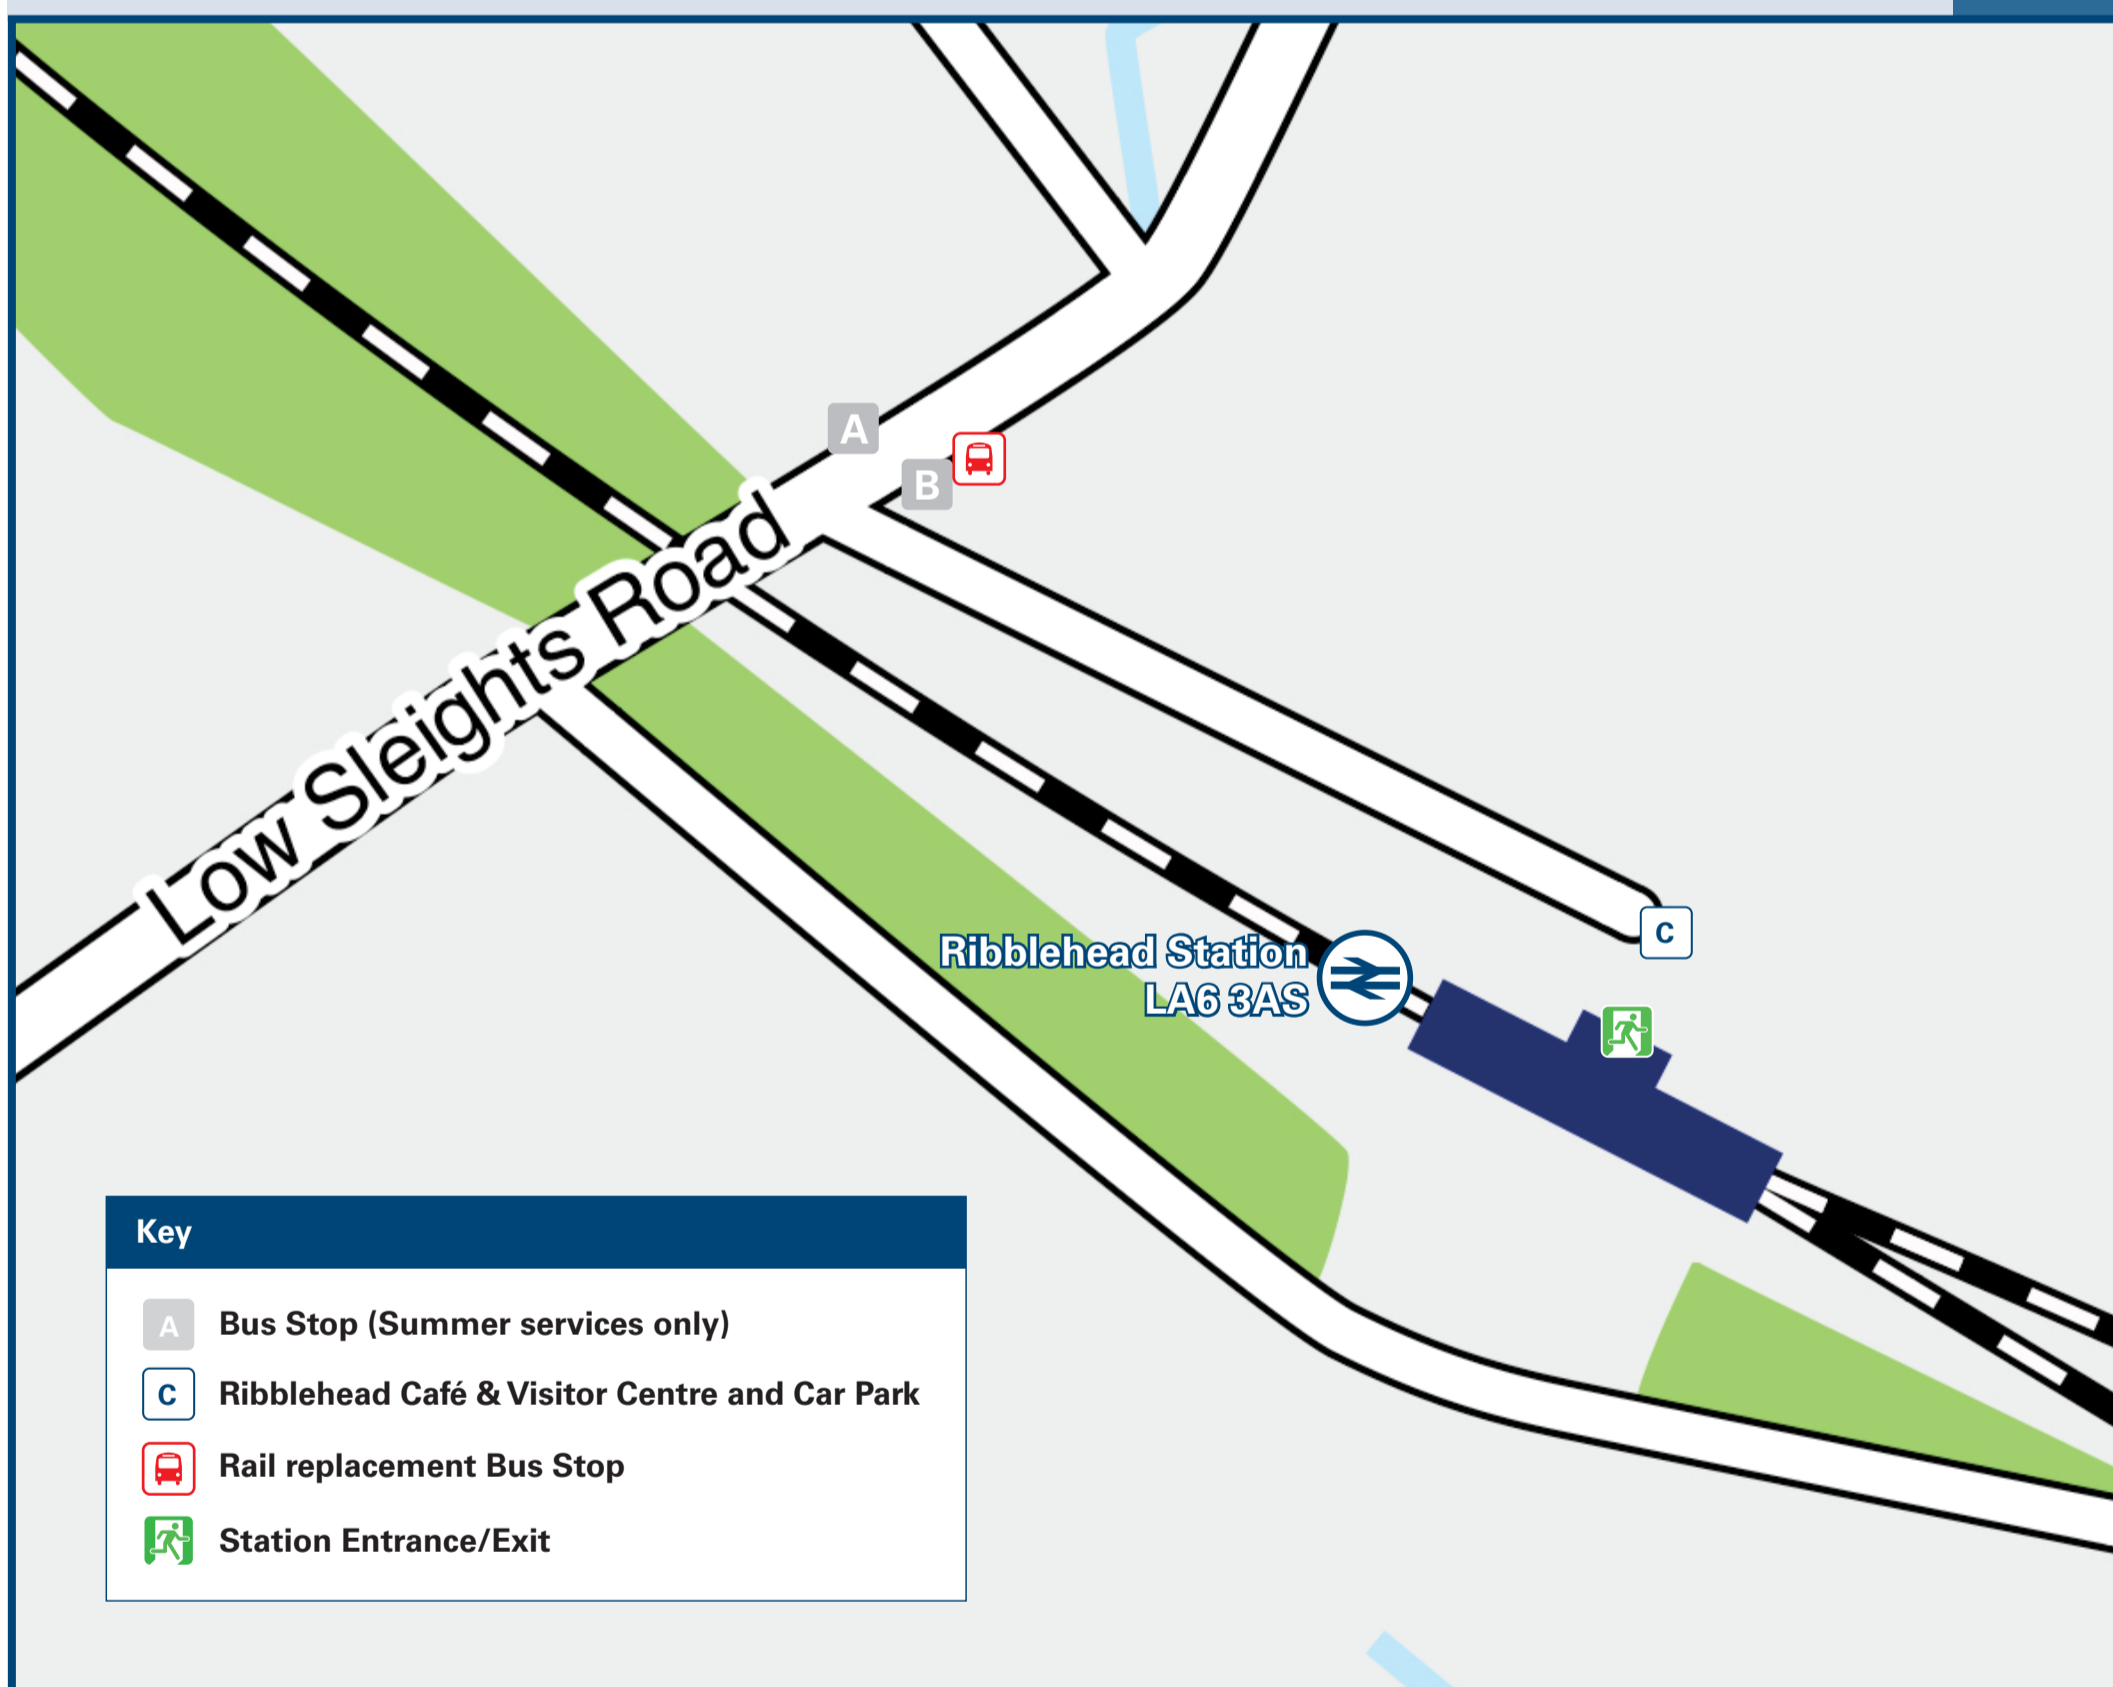 A
B
Low Sleights Road
C
Ribblehead Station
LA6 3AS
Key
A Bus Stop (Summer services only)
C Ribblehead Café & Visitor Centre and Car Park
Rail replacement Bus Stop
Station Entrance/Exit